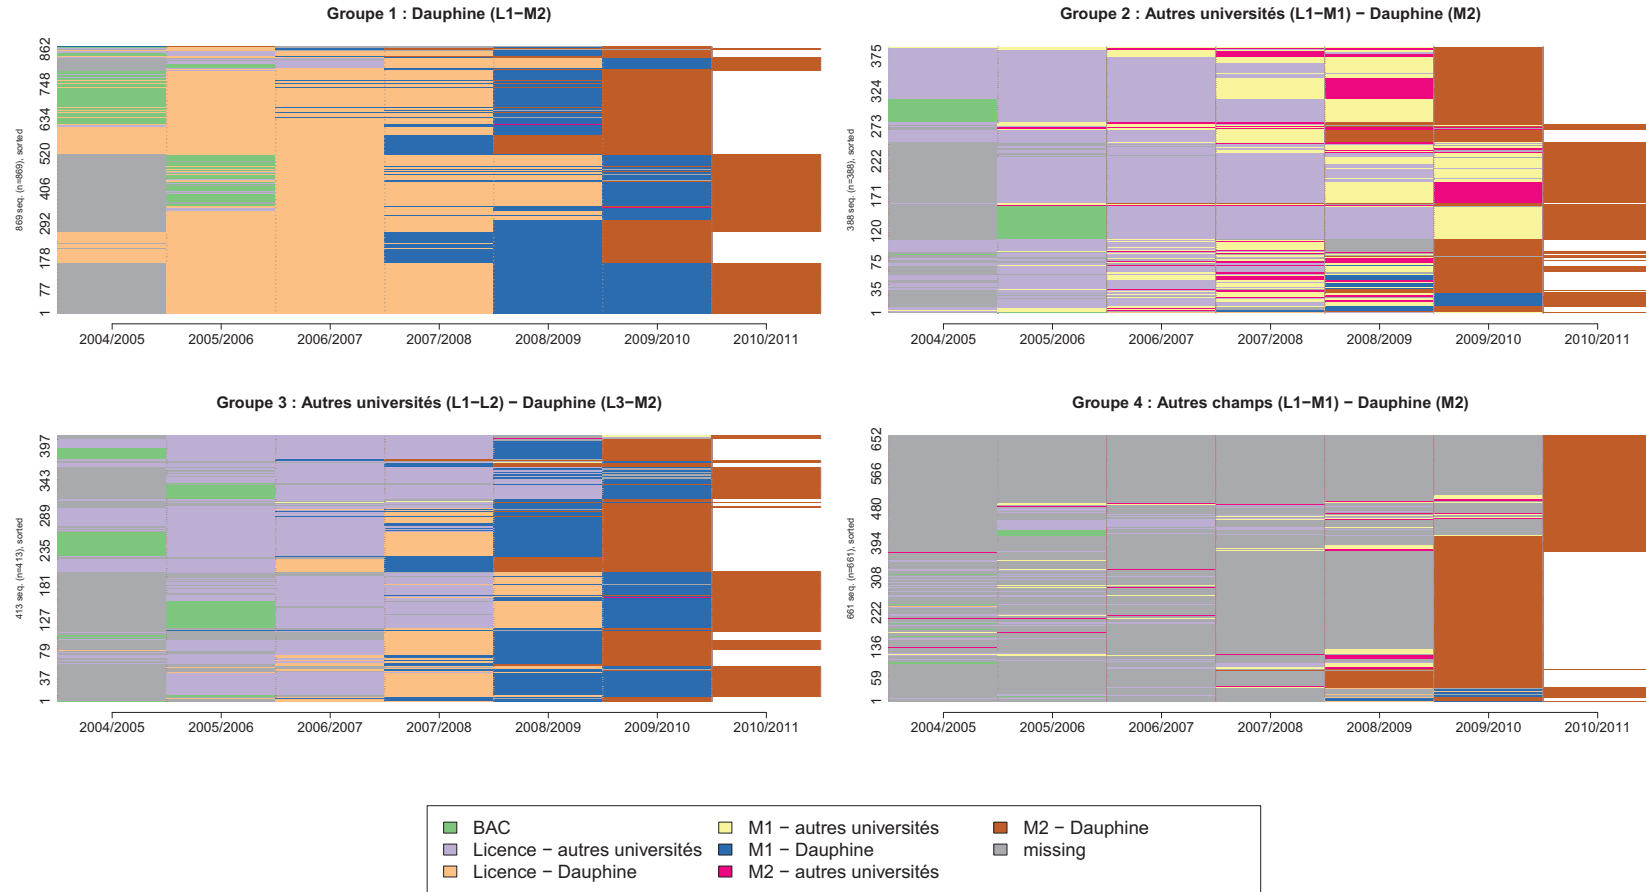 Groupe 1 : Dauphine (L1−M2)
869 seq. (n=869), sorted
1 77 178 292 406 520 634 748 862
2004/2005 2005/2006 2006/2007 2007/2008 2008/2009 2009/2010 2010/2011
Groupe 2 : Autres universités (L1−M1) − Dauphine (M2)
388 seq. (n=388), sorted
1 35 75 120 171 222 273 324 375
2004/2005 2005/2006 2006/2007 2007/2008 2008/2009 2009/2010 2010/2011
Groupe 3 : Autres universités (L1−L2) − Dauphine (L3−M2)
413 seq. (n=413), sorted
1 37 79 127 181 235 289 343 397
2004/2005 2005/2006 2006/2007 2007/2008 2008/2009 2009/2010 2010/2011
Groupe 4 : Autres champs (L1−M1) − Dauphine (M2)
661 seq. (n=661), sorted
1 59 136 222 308 394 480 566 652
2004/2005 2005/2006 2006/2007 2007/2008 2008/2009 2009/2010 2010/2011
BAC
Licence − autres universités
Licence − Dauphine
M1 − autres universités
M1 − Dauphine
M2 − autres universités
M2 − Dauphine
missing